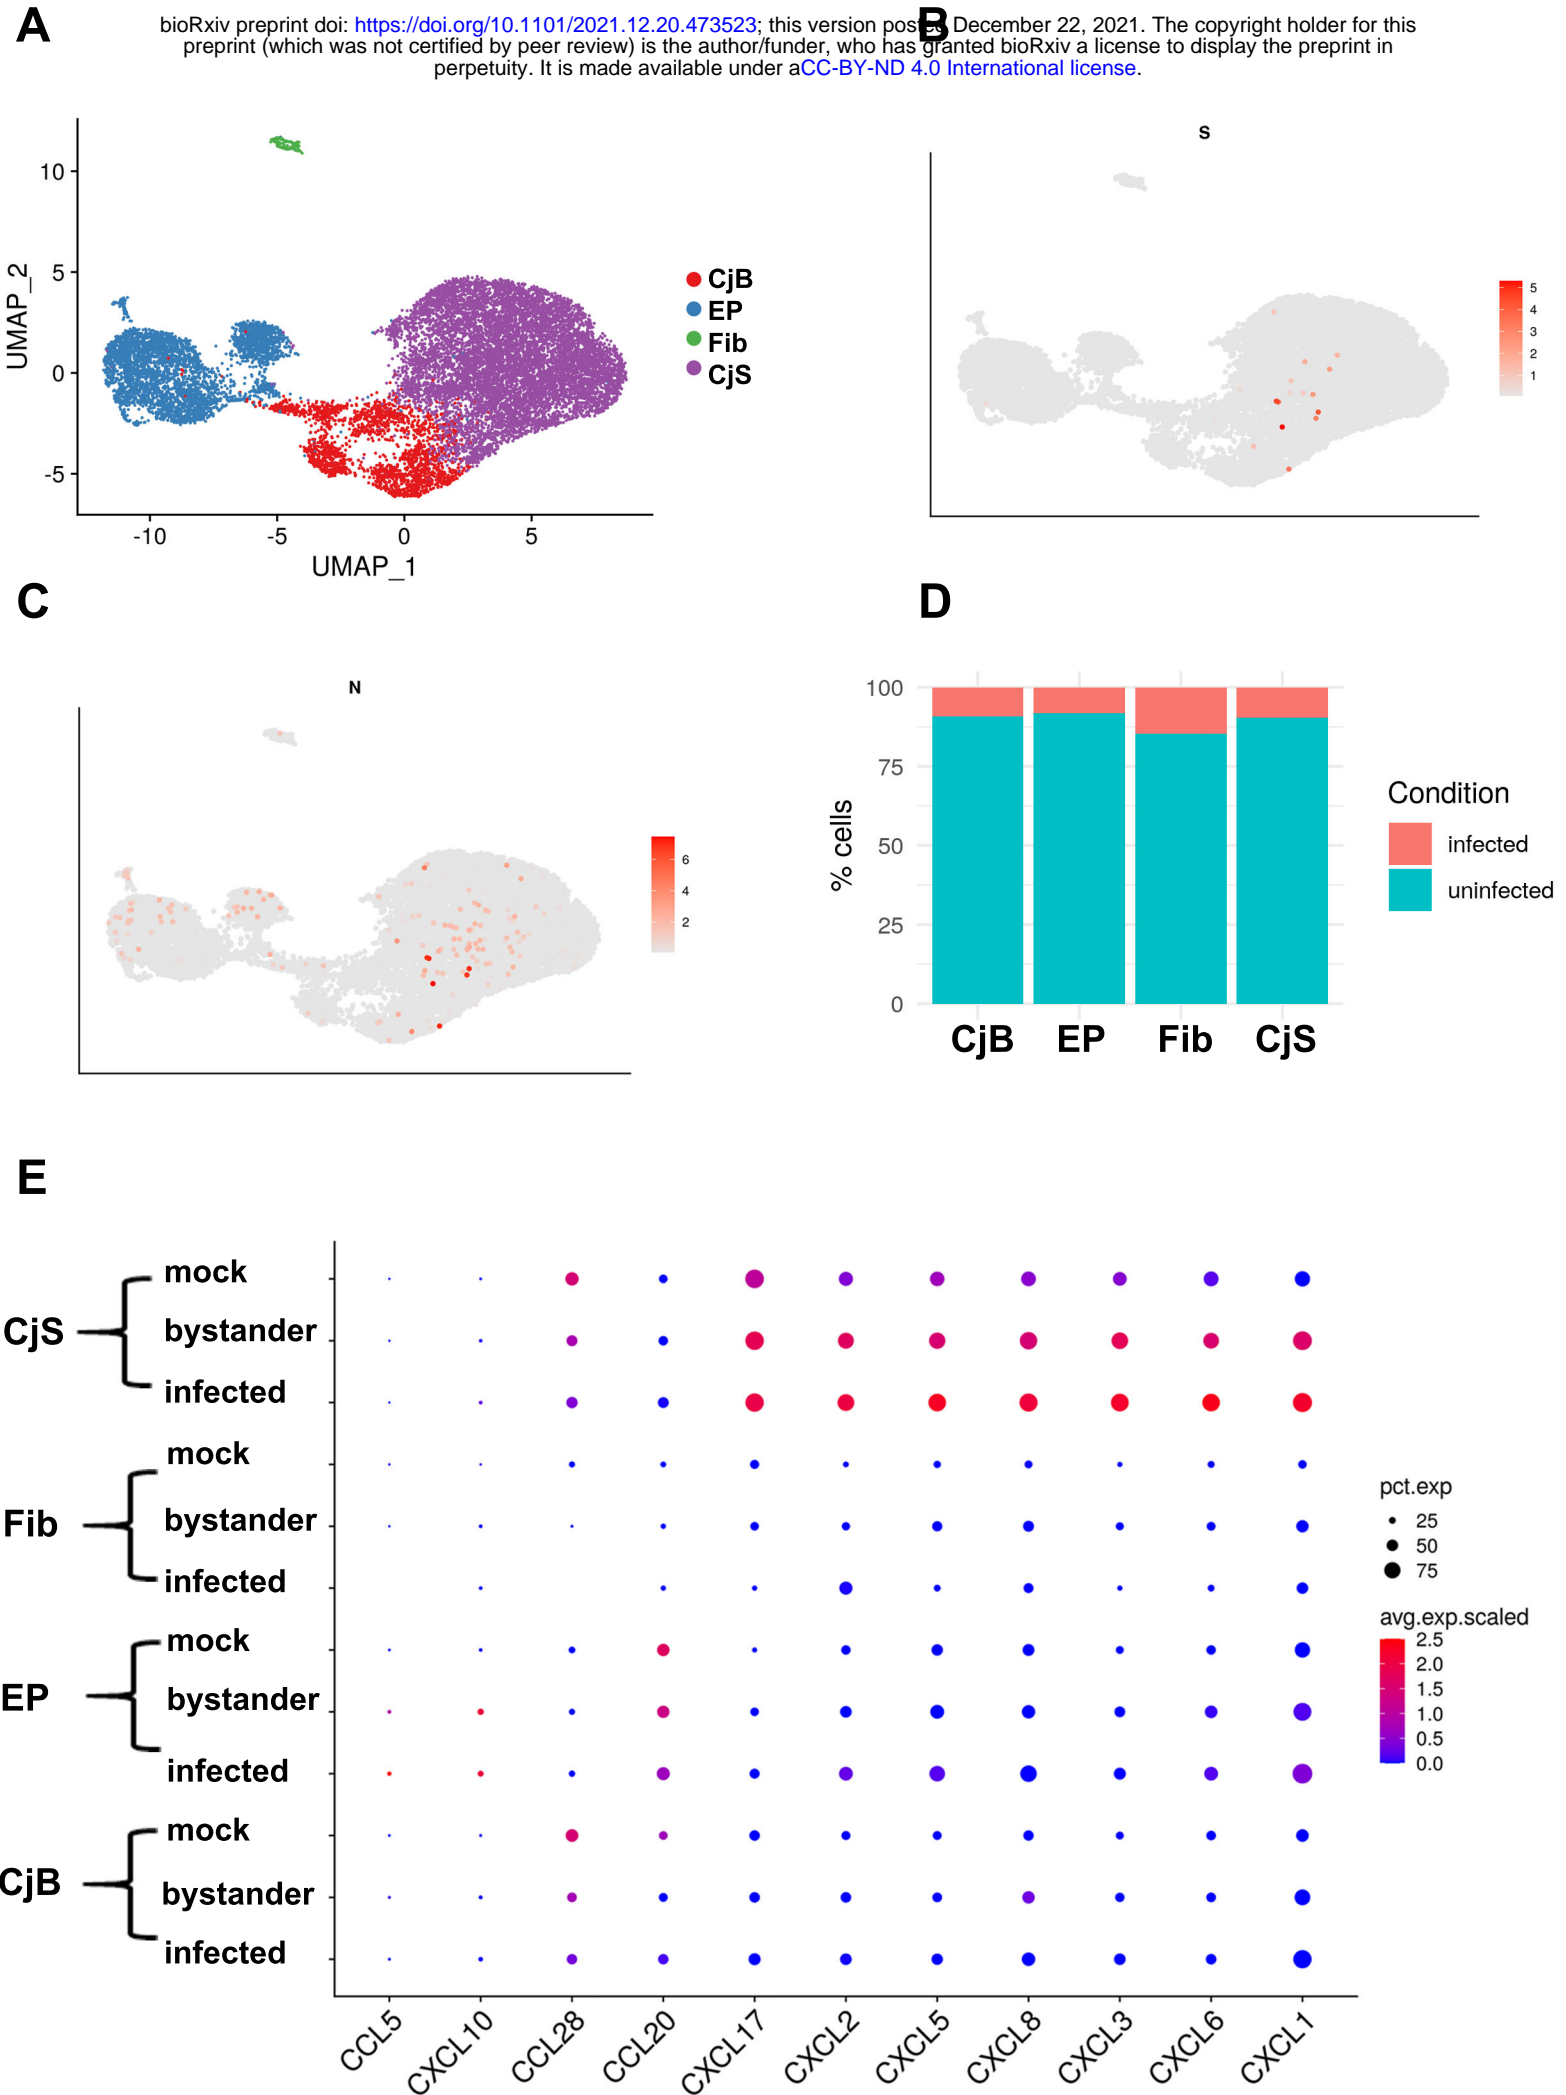 A
B
bioRxiv preprint doi: https://doi.org/10.1101/2021.12.20.473523; this version posted December 22, 2021. The copyright holder for this
preprint (which was not certified by peer review) is the author/funder, who has granted bioRxiv a license to display the preprint in
perpetuity. It is made available under aCC-BY-ND 4.0 International license.
10
5
0
-5
UMAP_2
-10
-5
0
5
UMAP_1
CjB
EP
Fib
CjS
S
5
4
3
2
1
C
N
6
4
2
D
100
75
50
25
0
% cells
CjB
EP
Fib
CjS
Condition
infected
uninfected
E
CjS
mock
bystander
infected
Fib
mock
bystander
infected
EP
mock
bystander
infected
CjB
mock
bystander
infected
CCL5
CXCL10
CCL28
CCL20
CXCL17
CXCL2
CXCL5
CXCL8
CXCL3
CXCL6
CXCL1
pct.exp
25
50
75
avg.exp.scaled
2.5
2.0
1.5
1.0
0.5
0.0